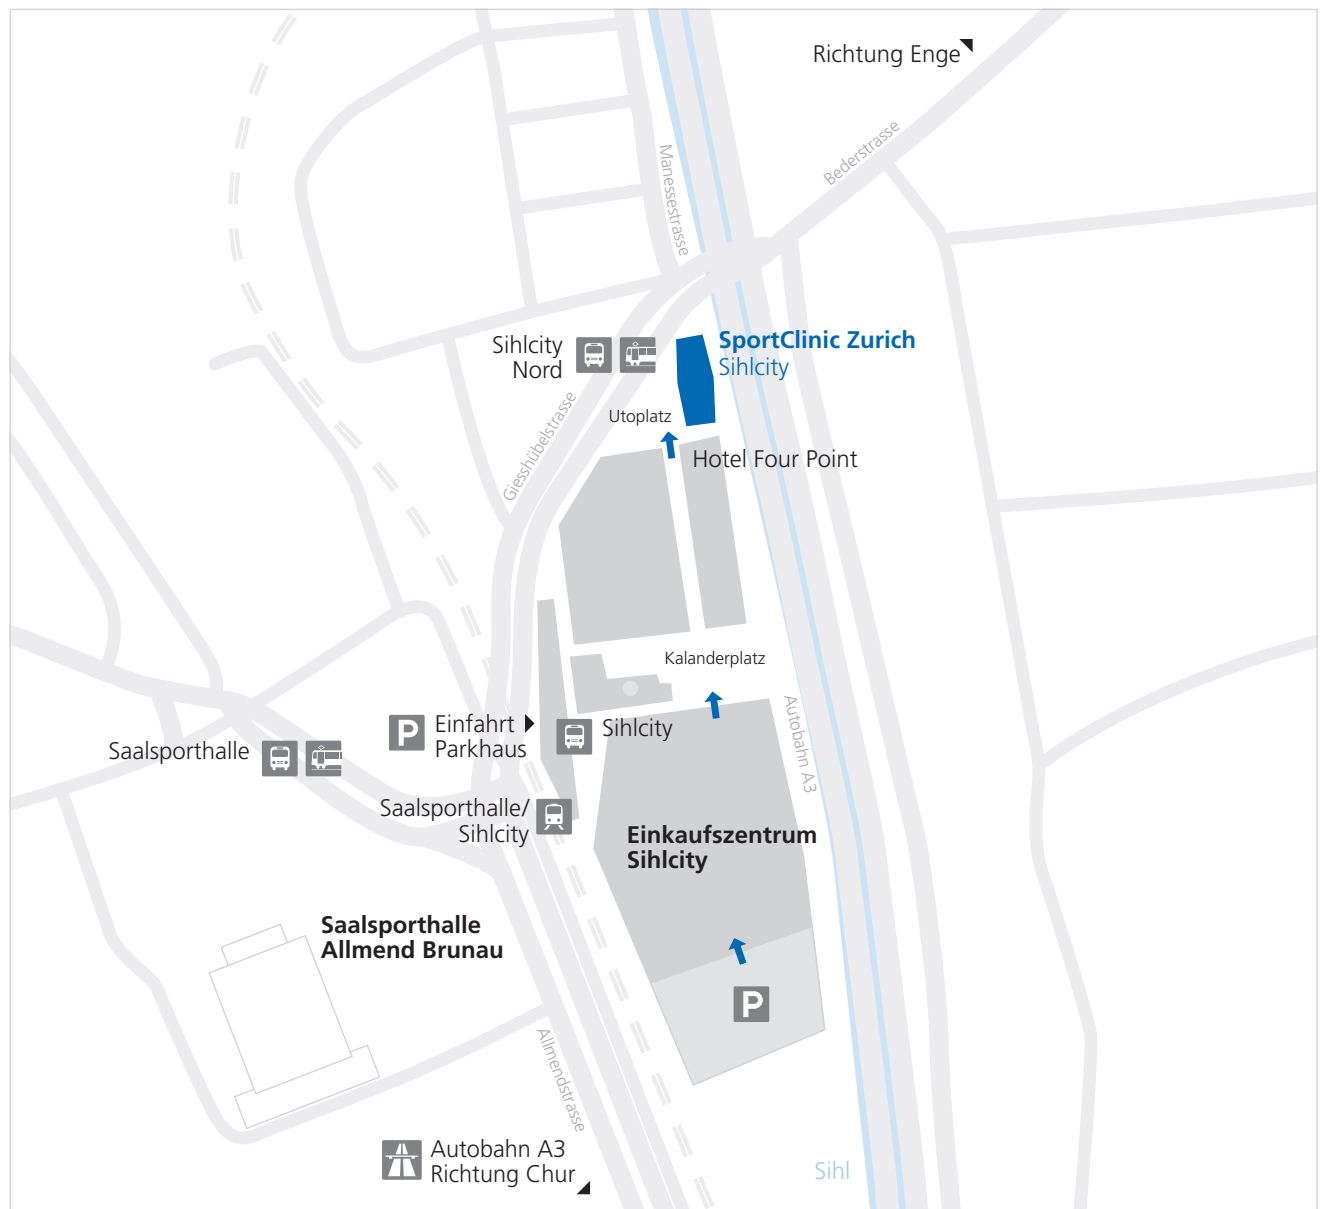 Richtung Enge
Bederstrasse
Manessestrasse
SportClinic Zurich
Sihlcity
Sihlcity
Nord
Utoplatz
Giesshübelstrasse
Hotel Four Point
Kalanderplatz
Autobahn A3
P
Einfahrt
Parkhaus
Sihlcity
Saalsporthalle
Saalsporthalle/
Sihlcity
Einkaufszentrum
Sihlcity
Saalsporthalle
Allmend Brunau
P
Allmendstrasse
Autobahn A3
Richtung Chur
Sihl